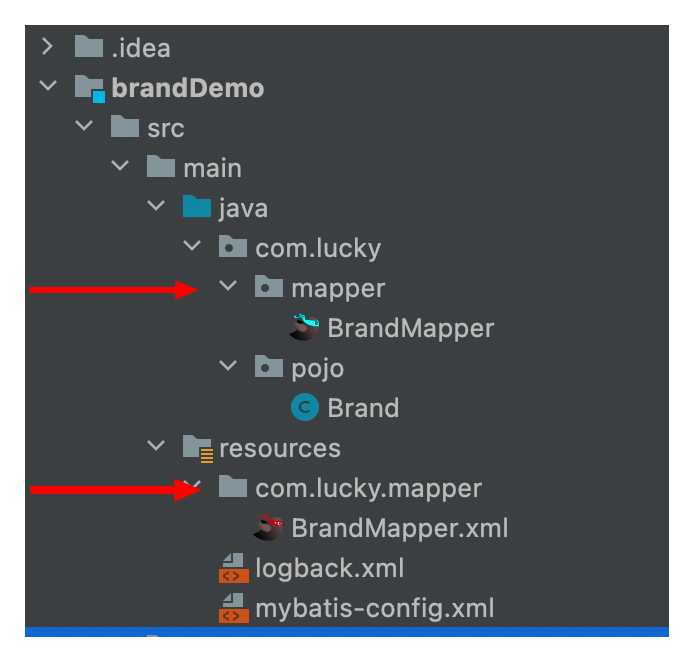 .idea
brandDemo
src
main
java
com.lucky
mapper
BrandMapper
pojo
C Brand
resources
com.lucky.mapper
BrandMapper.xml
<> logback.xml
<> mybatis-config.xml